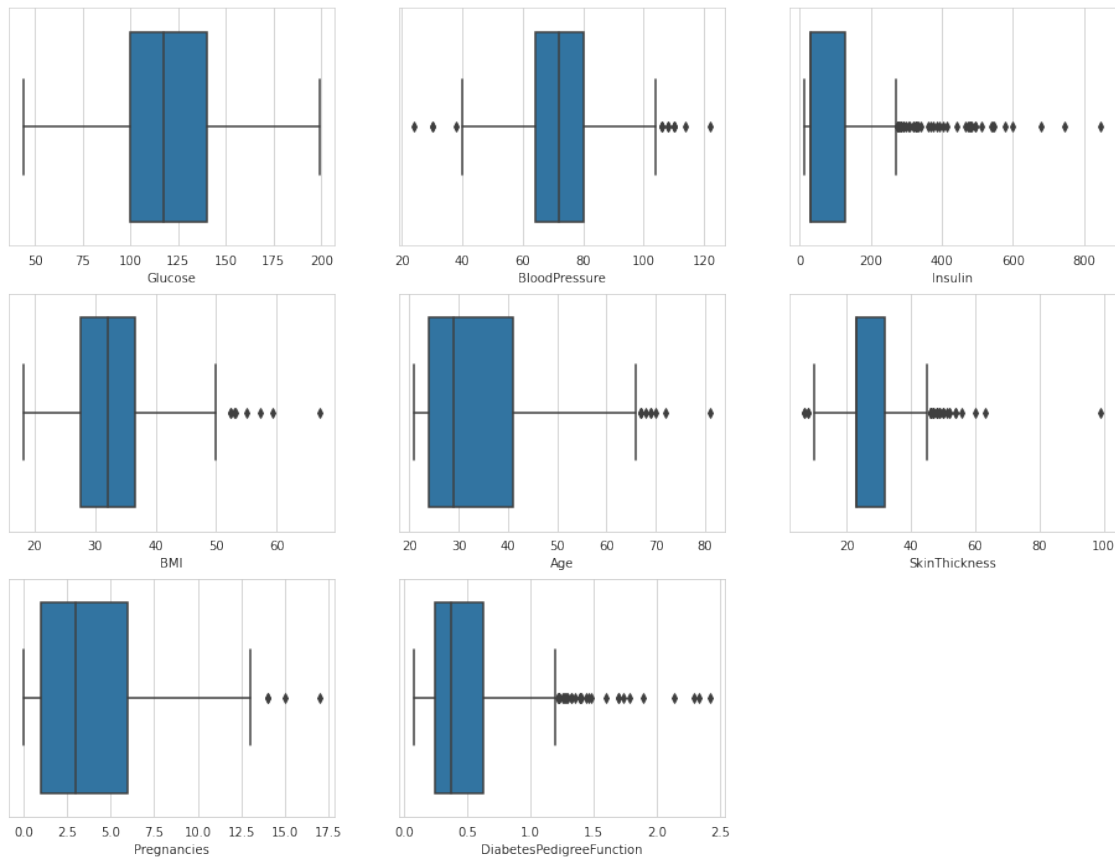 50 75 100 125 150 175 200
Glucose
20 40 60 80 100 120
BloodPressure
0 200 400 600 800
Insulin
20 30 40 50 60
BMI
20 30 40 50 60 70 80
Age
20 40 60 80 100
SkinThickness
0.0 2.5 5.0 7.5 10.0 12.5 15.0 17.5
Pregnancies
0.0 0.5 1.0 1.5 2.0 2.5
DiabetesPedigreeFunction